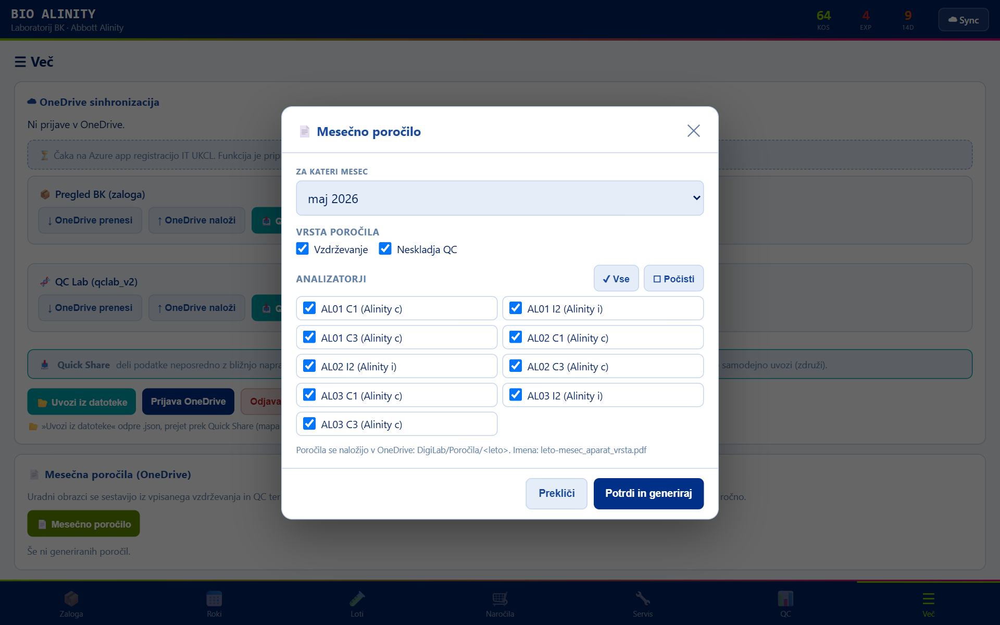 BIO ALINITY
Laboratorij BK · Abbott Alinity
64
KOS
4
EXP
9
14D
Sync
☰ Več
OneDrive sinhronizacija
Ni prijave v OneDrive.
Čaka na Azure app registracijo IT UKCL. Funkcija je prip
Pregled BK (zaloga)
↓ OneDrive prenesi
↑ OneDrive naloži
QC Lab (qclab_v2)
↓ OneDrive prenesi
↑ OneDrive naloži
Quick Share deli podatke neposredno z bližnjo napra
samodejno uvozi (združi).
Uvozi iz datoteke
Prijava OneDrive
Odjava
»Uvozi iz datoteke« odpre .json, prejet prek Quick Share (mapa
Mesečna poročila (OneDrive)
Uradni obrazci se sestavijo iz vpisanega vzdrževanja in QC ter
ročno.
Mesečno poročilo
Še ni generiranih poročil.
Mesečno poročilo
ZA KATERI MESEC
maj 2026
VRSTA POROČILA
Vzdrževanje
Neskladja QC
ANALIZATORJI
✓ Vse
☐ Počisti
AL01 C1 (Alinity c)
AL01 I2 (Alinity i)
AL01 C3 (Alinity c)
AL02 C1 (Alinity c)
AL02 I2 (Alinity i)
AL02 C3 (Alinity c)
AL03 C1 (Alinity c)
AL03 I2 (Alinity i)
AL03 C3 (Alinity c)
Poročila se naložijo v OneDrive: DigiLab/Poročila/<leto>. Imena: leto-mesec_aparat_vrsta.pdf
Prekliči
Potrdi in generiraj
Zaloga
Roki
Loti
Naročila
Servis
QC
Več